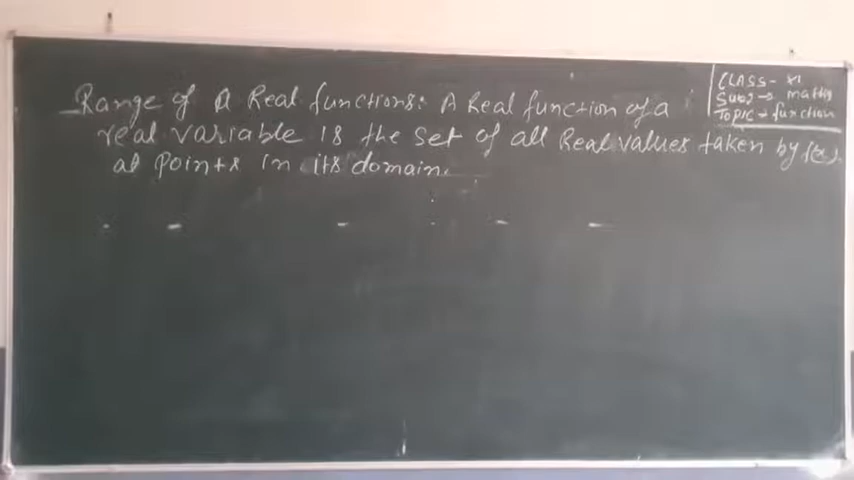 Range of a Real functions: A Real function of a
real variable is the set of all Real values taken by f(x).
at points in its domain.
CLASS- XI
Sub → maths
Topic → function